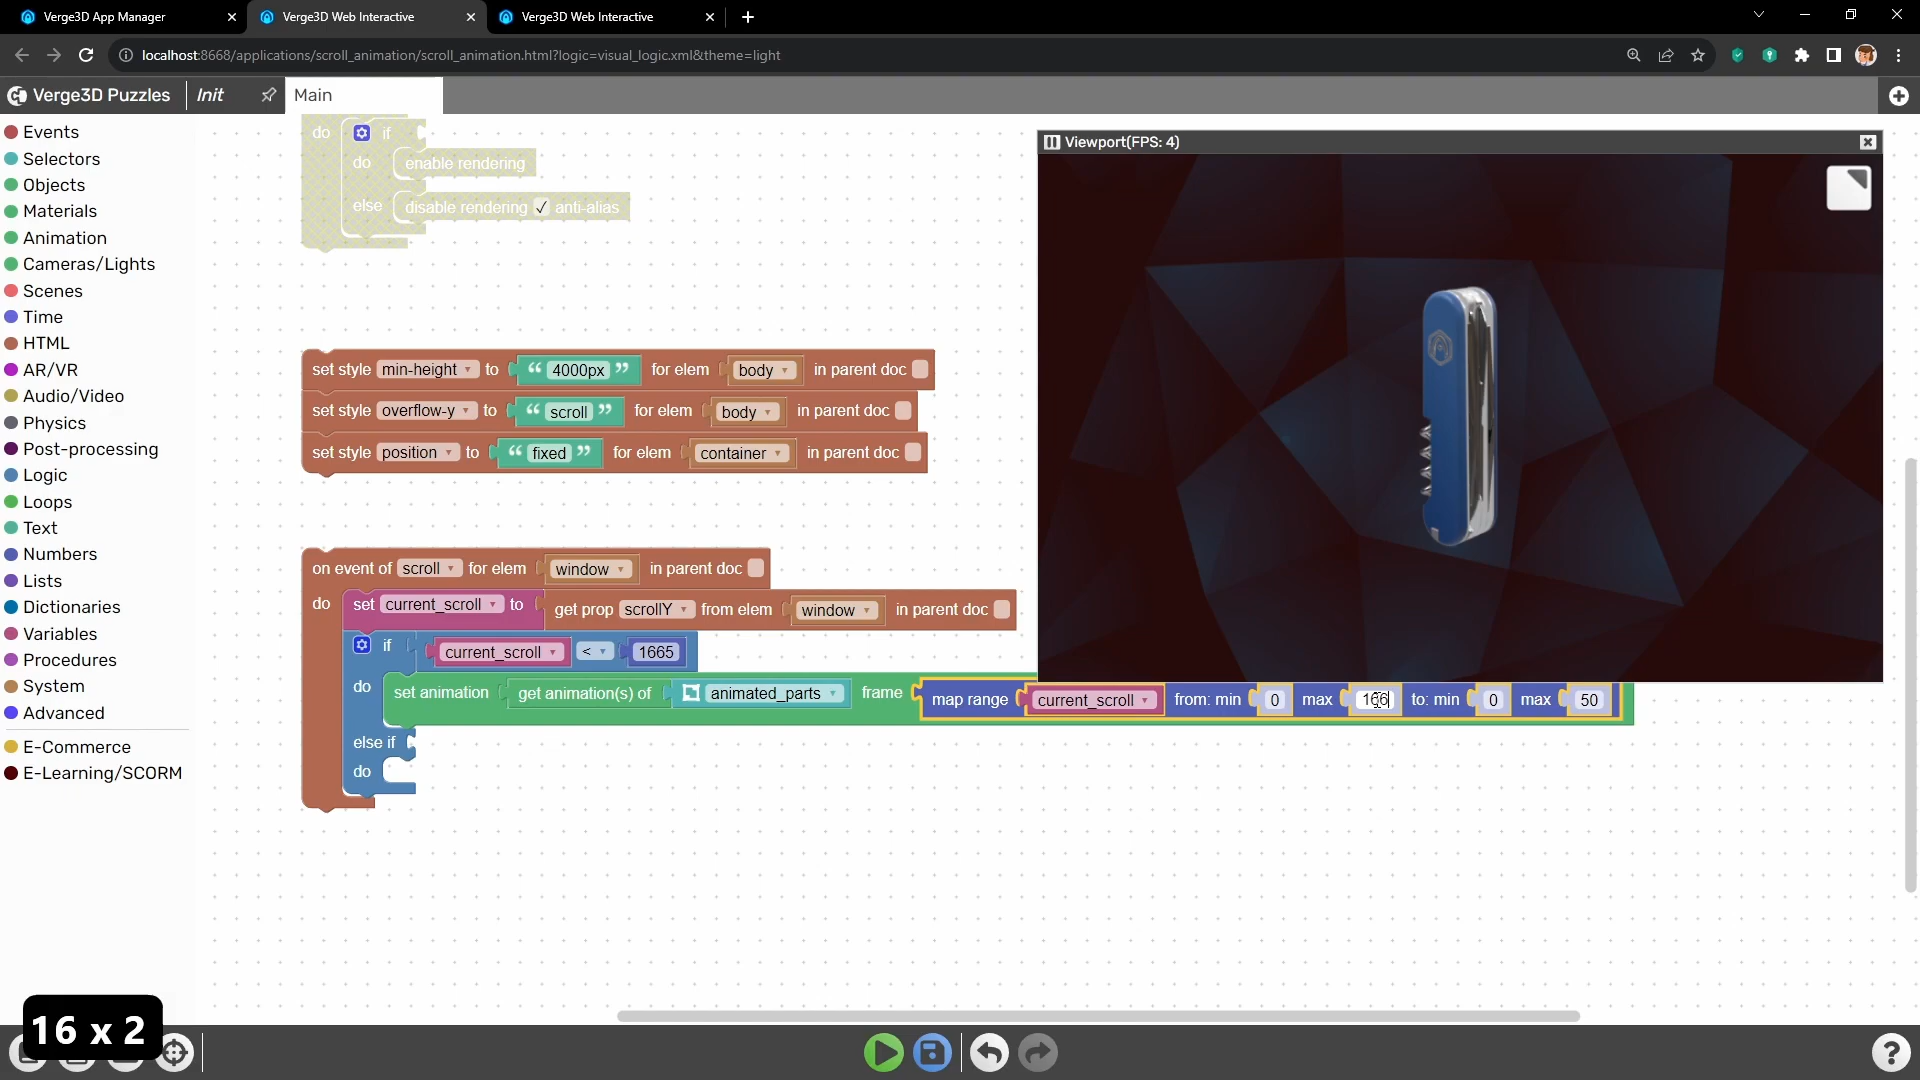 Verge3D App Manager
Verge3D Web Interactive
Verge3D Web Interactive
localhost:8668/applications/scroll_animation/scroll_animation.html?logic=visual_logic.xml&theme=light
Verge3D Puzzles
Init
Main
Events
Selectors
Objects
Materials
Animation
Cameras/Lights
Scenes
Time
HTML
AR/VR
Audio/Video
Physics
Post-processing
Logic
Loops
Text
Numbers
Lists
Dictionaries
Variables
Procedures
System
Advanced
E-Commerce
E-Learning/SCORM
do if
do enable rendering
else disable rendering ✓ anti-alias
Viewport(FPS: 4)
set style min-height to “ 4000px ” for elem body in parent doc
set style overflow-y to “ scroll ” for elem body in parent doc
set style position to “ fixed ” for elem container in parent doc
on event of scroll for elem window in parent doc
do set current_scroll to get prop scrollY from elem window in parent doc
if current_scroll < 1665
do set animation get animation(s) of animated_parts frame map range current_scroll from: min 0 max 166 to: min 0 max 50
else if
do
16 x 2
?